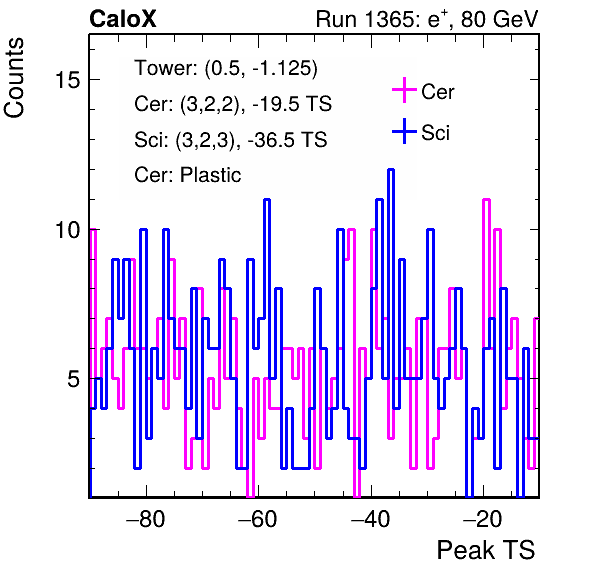 CaloX Run 1365: e⁺, 80 GeV
Counts
15
10
5
Tower: (0.5, -1.125)
Cer: (3,2,2), -19.5 TS
Sci: (3,2,3), -36.5 TS
Cer: Plastic
Cer
Sci
−80 −60 −40 −20
Peak TS